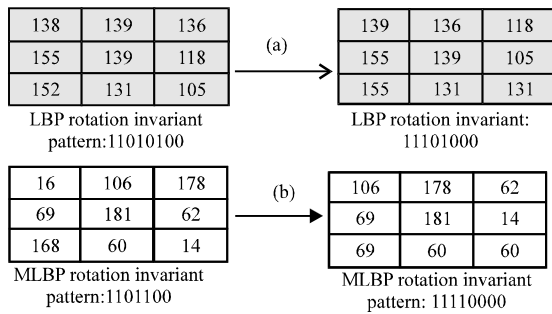 138 139 136
155 139 118
152 131 105
LBP rotation invariant
pattern:11010100
(a)
139 136 118
155 139 105
155 131 131
LBP rotation invariant:
11101000
16 106 178
69 181 62
168 60 14
MLBP rotation invariant
pattern:1101100
(b)
106 178 62
69 181 14
69 60 60
MLBP rotation invariant
pattern: 11110000